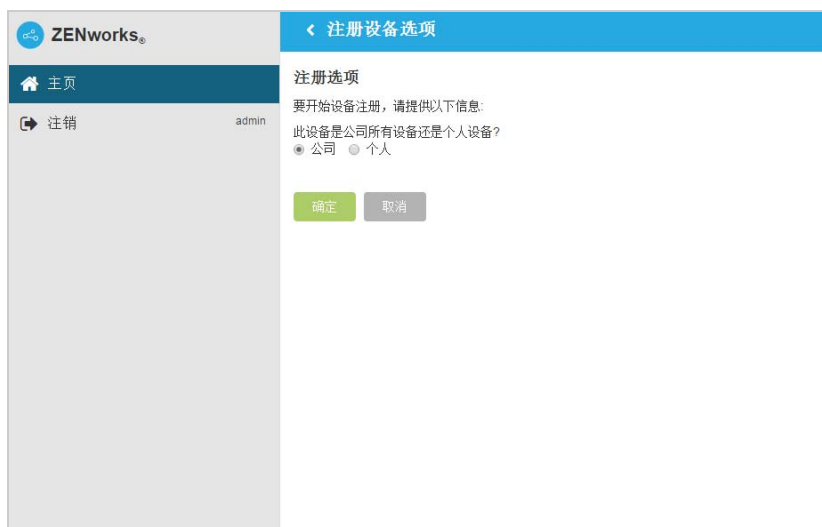 ZENworks®
主页
注销 admin
注册设备选项
注册选项
要开始设备注册，请提供以下信息:
此设备是公司所有设备还是个人设备?
公司 个人
确定 取消